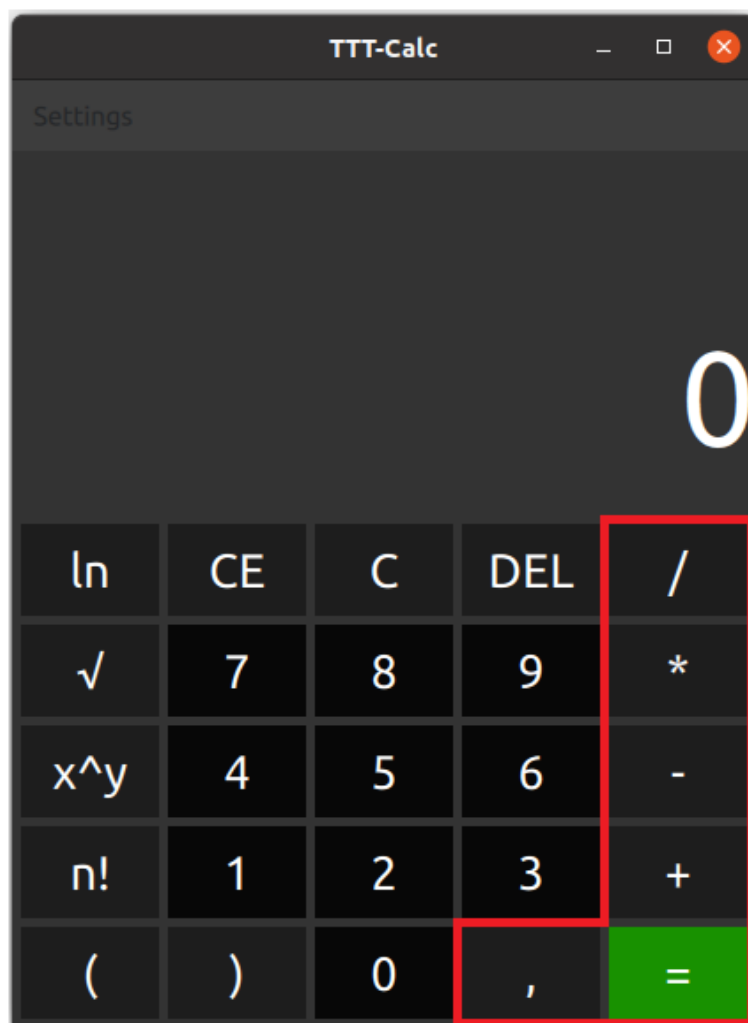 TTT-Calc
Settings
0
ln CE C DEL /
√ 7 8 9 *
x^y 4 5 6 -
n! 1 2 3 +
( ) 0 , =